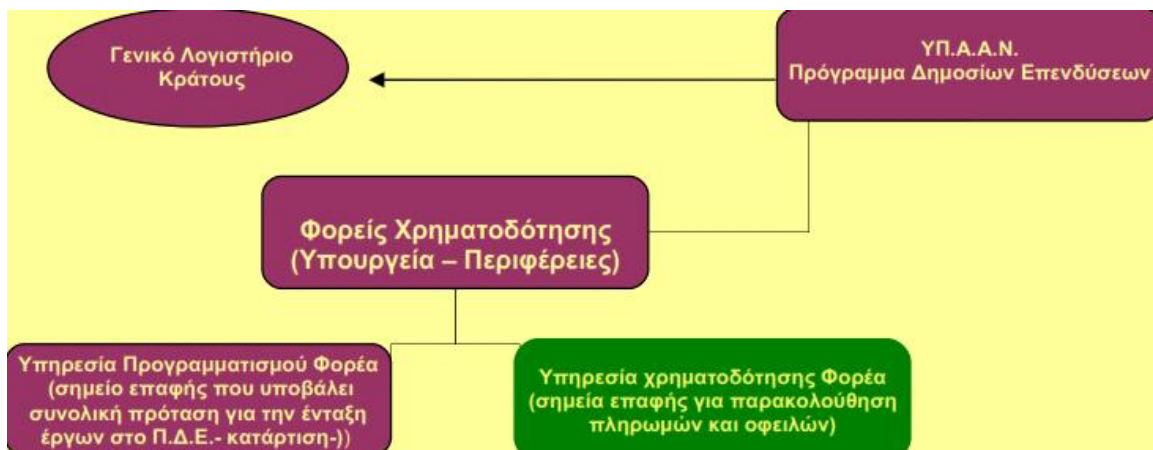 Γενικό Λογιστήριο
Κράτους
ΥΠ.Α.Α.Ν.
Πρόγραμμα Δημοσίων Επενδύσεων
Φορείς Χρηματοδότησης
(Υπουργεία – Περιφέρειες)
Υπηρεσία Προγραμματισμού Φορέα
(σημείο επαφής που υποβάλει
συνολική πρόταση για την ένταξη
έργων στο Π.Δ.Ε.- κατάρτιση-))
Υπηρεσία χρηματοδότησης Φορέα
(σημεία επαφής για παρακολούθηση
πληρωμών και οφειλών)